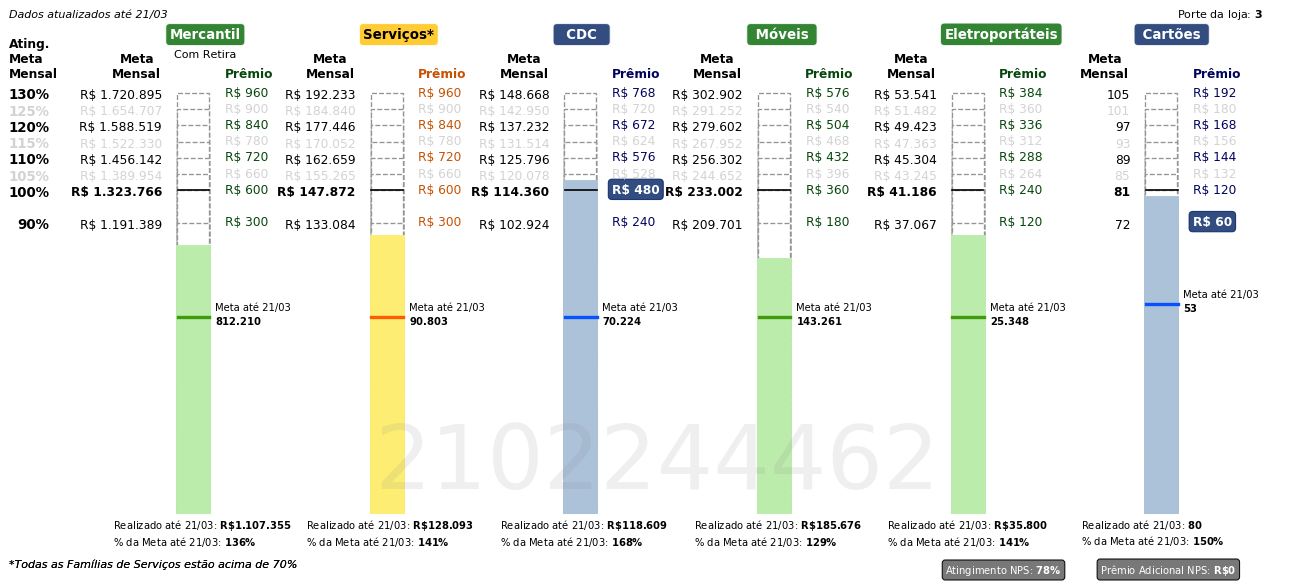 Dados atualizados até 21/03
Porte da loja: 3
Mercantil Serviços* CDC Móveis Eletroportáteis Cartões
Com Retira
Ating. Meta Mensal
Meta Mensal Prêmio Meta Mensal Prêmio Meta Mensal Prêmio Meta Mensal Prêmio Meta Mensal Prêmio Meta Mensal Prêmio
130% R$ 1.720.895 R$ 960 R$ 192.233 R$ 960 R$ 148.668 R$ 768 R$ 302.902 R$ 576 R$ 53.541 R$ 384 105 R$ 192
125% R$ 1.654.707 R$ 900 R$ 184.840 R$ 900 R$ 142.950 R$ 720 R$ 291.252 R$ 540 R$ 51.482 R$ 360 101 R$ 180
120% R$ 1.588.519 R$ 840 R$ 177.446 R$ 840 R$ 137.232 R$ 672 R$ 279.602 R$ 504 R$ 49.423 R$ 336 97 R$ 168
115% R$ 1.522.330 R$ 780 R$ 170.052 R$ 780 R$ 131.514 R$ 624 R$ 267.952 R$ 468 R$ 47.363 R$ 312 93 R$ 156
110% R$ 1.456.142 R$ 720 R$ 162.659 R$ 720 R$ 125.796 R$ 576 R$ 256.302 R$ 432 R$ 45.304 R$ 288 89 R$ 144
105% R$ 1.389.954 R$ 660 R$ 155.265 R$ 660 R$ 120.078 R$ 528 R$ 244.652 R$ 396 R$ 43.245 R$ 264 85 R$ 132
100% R$ 1.323.766 R$ 600 R$ 147.872 R$ 600 R$ 114.360 R$ 480 R$ 233.002 R$ 360 R$ 41.186 R$ 240 81 R$ 120
90% R$ 1.191.389 R$ 300 R$ 133.084 R$ 300 R$ 102.924 R$ 240 R$ 209.701 R$ 180 R$ 37.067 R$ 120 72 R$ 60
Meta até 21/03 Meta até 21/03 Meta até 21/03 Meta até 21/03 Meta até 21/03 Meta até 21/03
812.210 90.803 70.224 143.261 25.348 53
2102244462
Realizado até 21/03: R$1.107.355 Realizado até 21/03: R$128.093 Realizado até 21/03: R$118.609 Realizado até 21/03: R$185.676 Realizado até 21/03: R$35.800 Realizado até 21/03: 80
% da Meta até 21/03: 136% % da Meta até 21/03: 141% % da Meta até 21/03: 168% % da Meta até 21/03: 129% % da Meta até 21/03: 141% % da Meta até 21/03: 150%
*Todas as Famílias de Serviços estão acima de 70%
Atingimento NPS: 78% Prêmio Adicional NPS: R$0